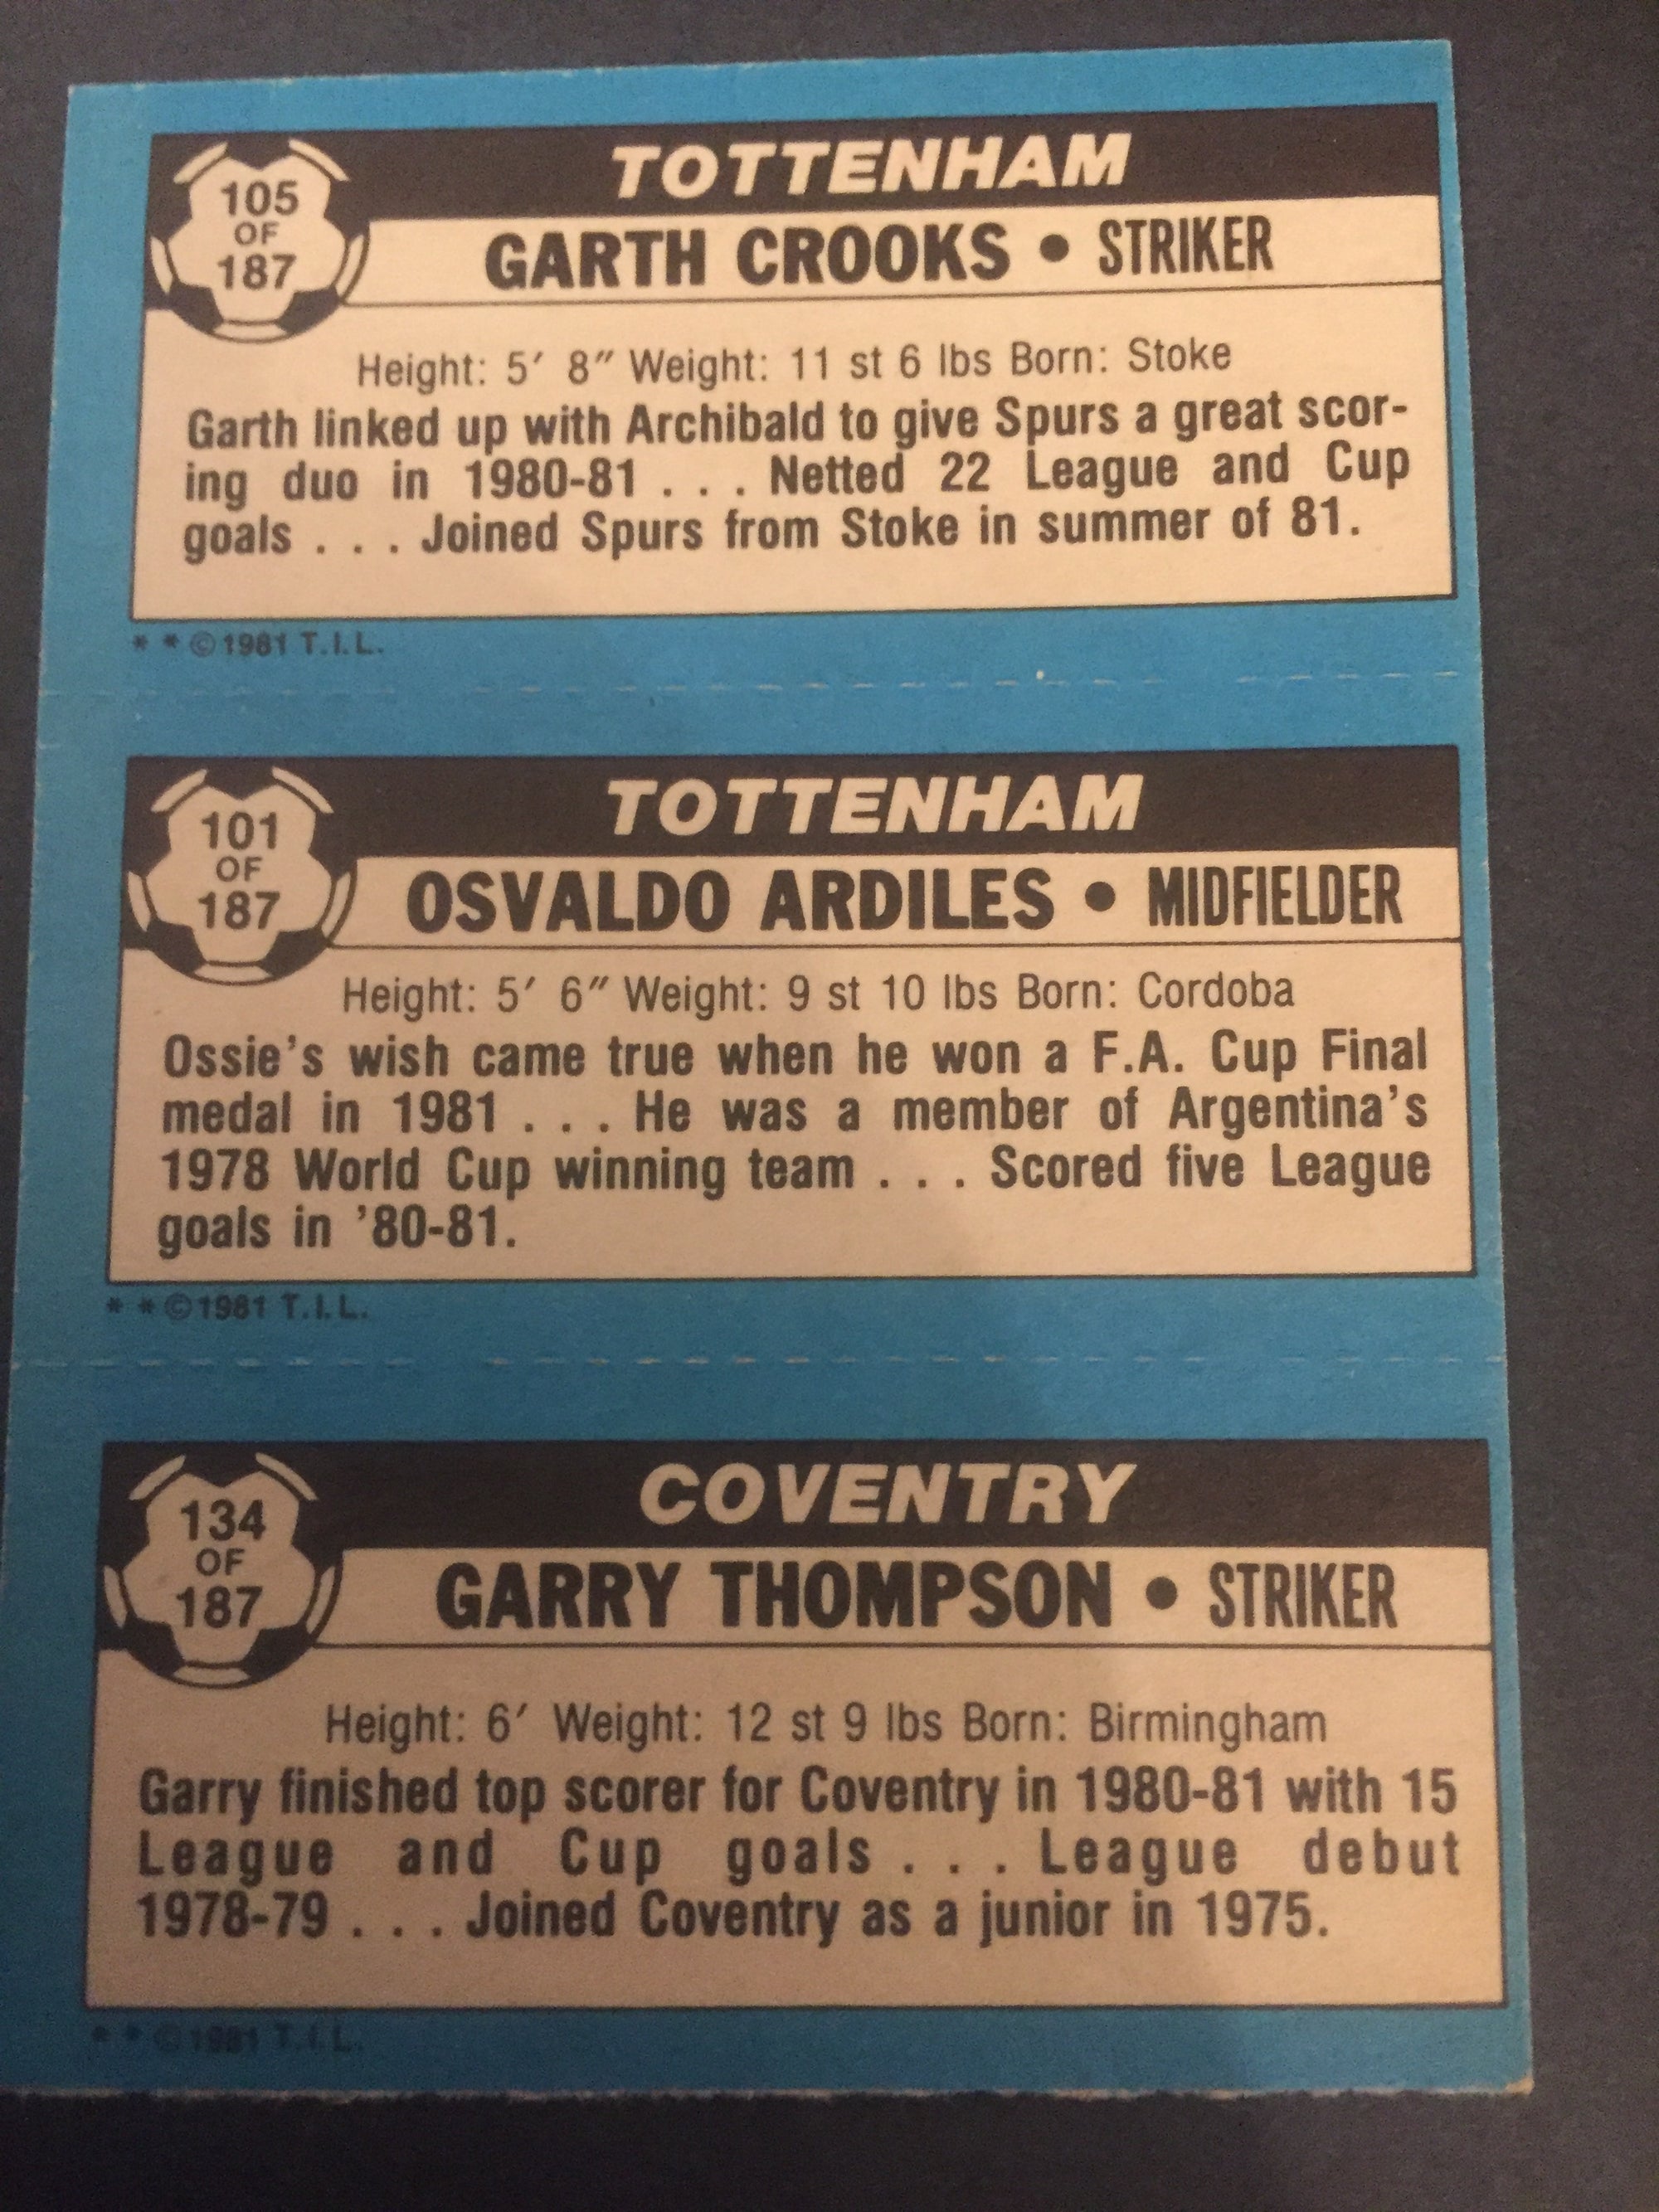 TOTTENHAM
105
OF
187
GARTH CROOKS • STRIKER
Height: 5′ 8″ Weight: 11 st 6 lbs Born: Stoke
Garth linked up with Archibald to give Spurs a great scor-
ing duo in 1980-81 . . . Netted 22 League and Cup
goals . . . Joined Spurs from Stoke in summer of 81.
* * © 1981 T.I.L.
TOTTENHAM
101
OF
187
OSVALDO ARDILES • MIDFIELDER
Height: 5′ 6″ Weight: 9 st 10 lbs Born: Cordoba
Ossie's wish came true when he won a F.A. Cup Final
medal in 1981 . . . He was a member of Argentina's
1978 World Cup winning team . . . Scored five League
goals in '80-81.
* * © 1981 T.I.L.
COVENTRY
134
OF
187
GARRY THOMPSON • STRIKER
Height: 6′ Weight: 12 st 9 lbs Born: Birmingham
Garry finished top scorer for Coventry in 1980-81 with 15
League and Cup goals . . . League debut
1978-79 . . . Joined Coventry as a junior in 1975.
* * © 1981 T.I.L.